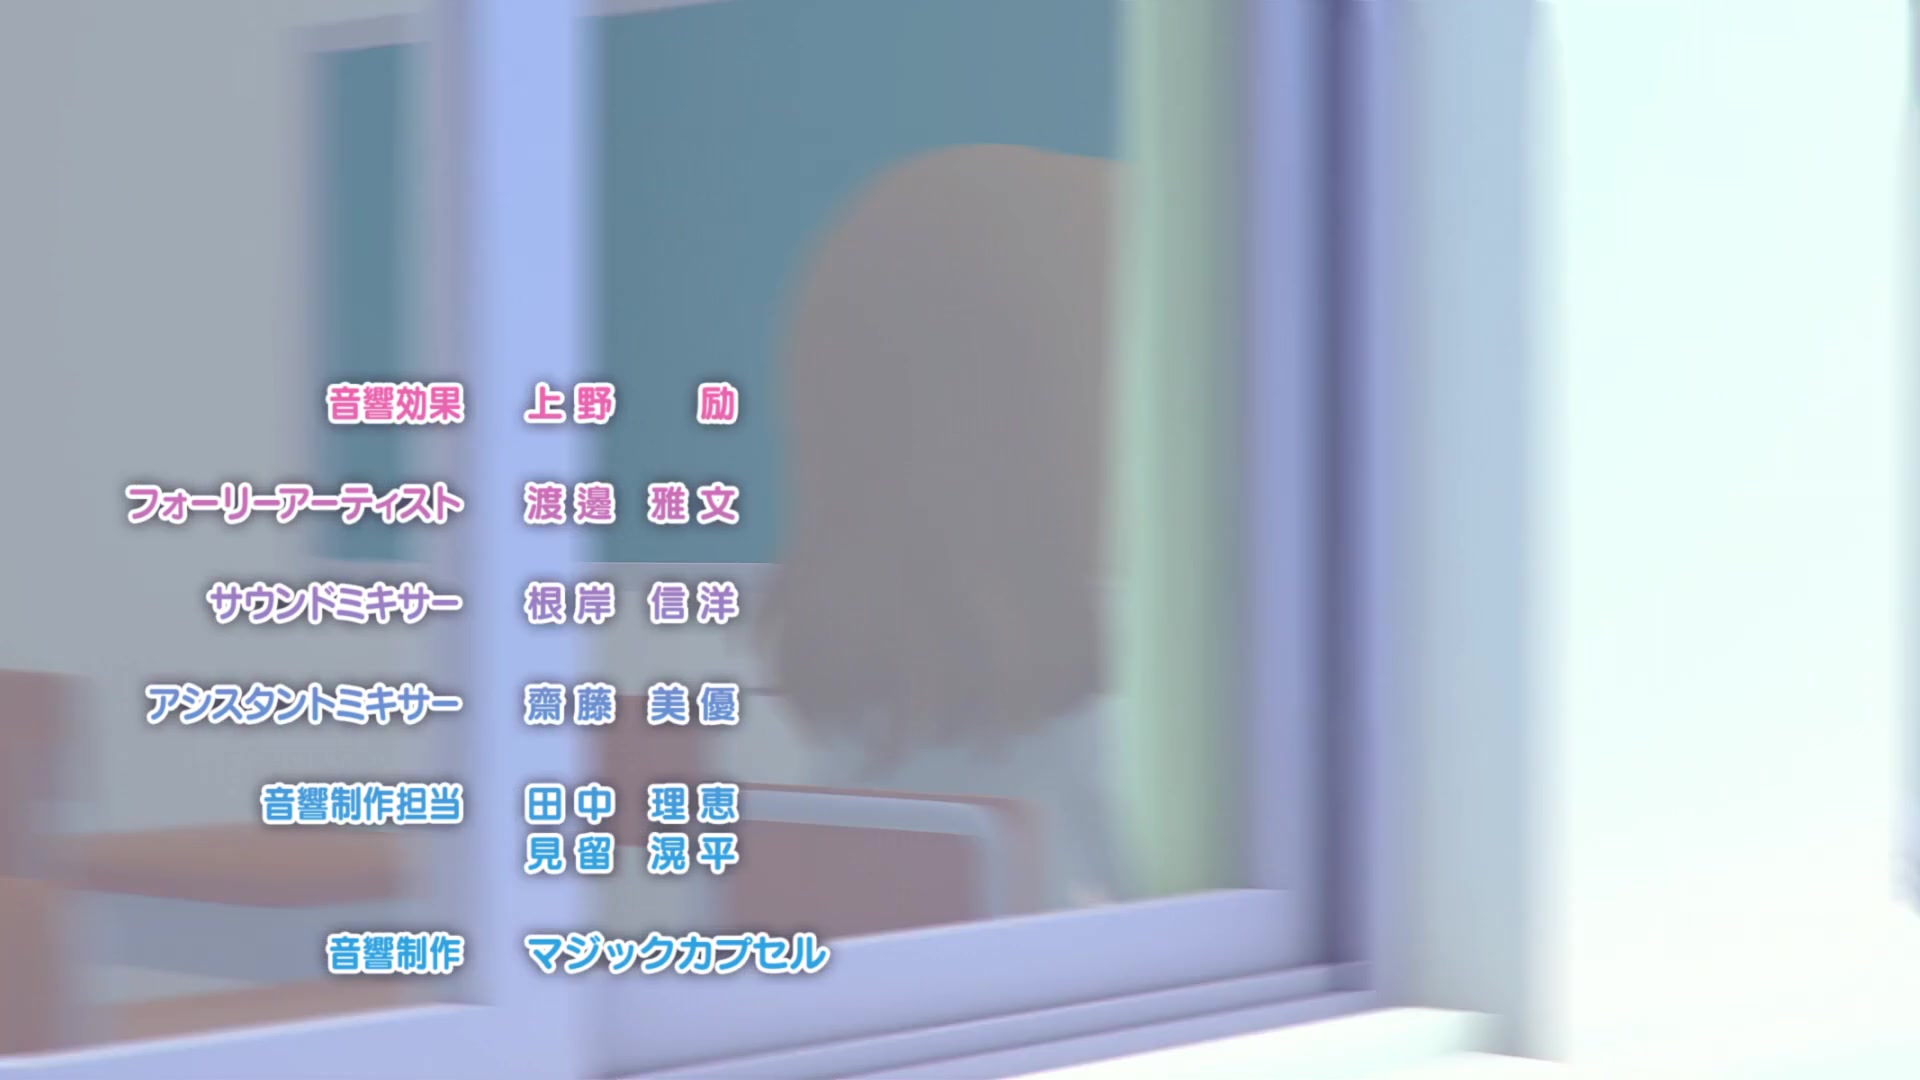 音響効果 上野 励
フォーリーアーティスト 渡邊 雅文
サウンドミキサー 根岸 信洋
アシスタントミキサー 齋藤 美優
音響制作担当 田中 理恵
見留 滉平
音響制作 マジックカプセル